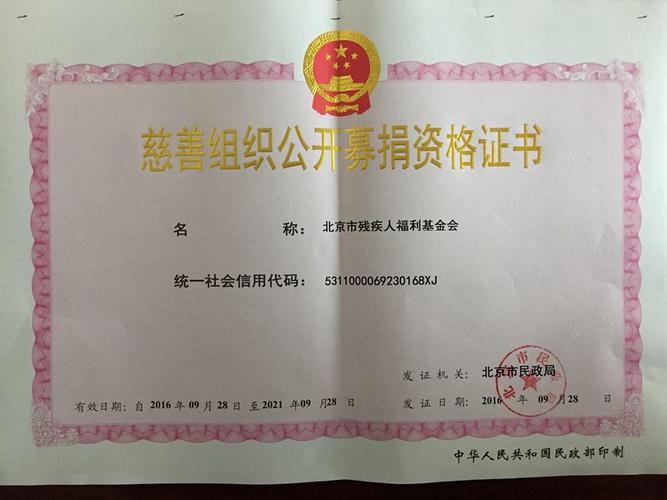 慈善组织公开募捐资格证书
名 称: 北京市残疾人福利基金会
统一社会信用代码: 5311000069230168XJ
发证机关: 北京市民政局
有效日期: 自 2016 年 09 月 28 日 至 2021 年 09 月 28 日 发证日期: 2016 年 09 月 28 日
中华人民共和国民政部印制